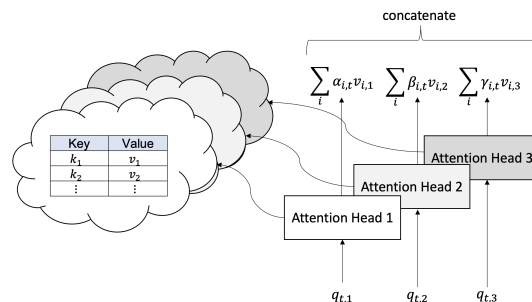 concatenate
∑ᵢ αᵢ,ₜvᵢ,₁ ∑ᵢ βᵢ,ₜvᵢ,₂ ∑ᵢ γᵢ,ₜvᵢ,₃
Key Value
k₁ v₁
k₂ v₂
⋮ ⋮
Attention Head 3
Attention Head 2
Attention Head 1
qₜ.₁ qₜ.₂ qₜ.₃